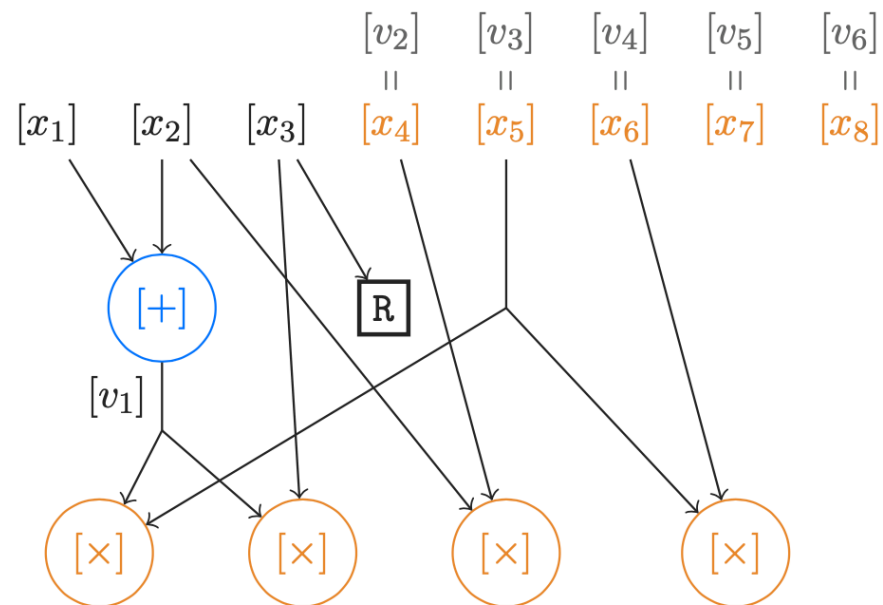 [v₂] [v₃] [v₄] [v₅] [v₆]
= = = = =
[x₁] [x₂] [x₃] [x₄] [x₅] [x₆] [x₇] [x₈]
[+] R
[v₁]
[×] [×] [×] [×]